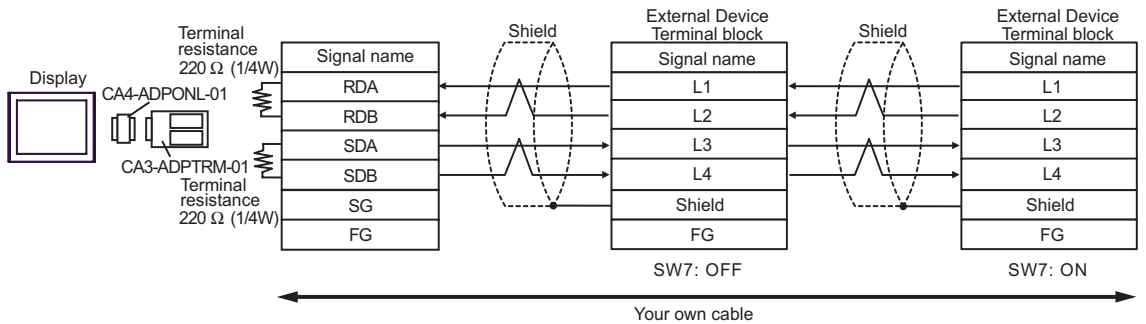 Display
CA4-ADPONL-01
CA3-ADPTRM-01
Terminal
resistance
220 Ω (1/4W)
Terminal
resistance
220 Ω (1/4W)
Signal name
RDA
RDB
SDA
SDB
SG
FG
Shield
External Device
Terminal block
Signal name
L1
L2
L3
L4
Shield
FG
SW7: OFF
Shield
External Device
Terminal block
Signal name
L1
L2
L3
L4
Shield
FG
SW7: ON
Your own cable